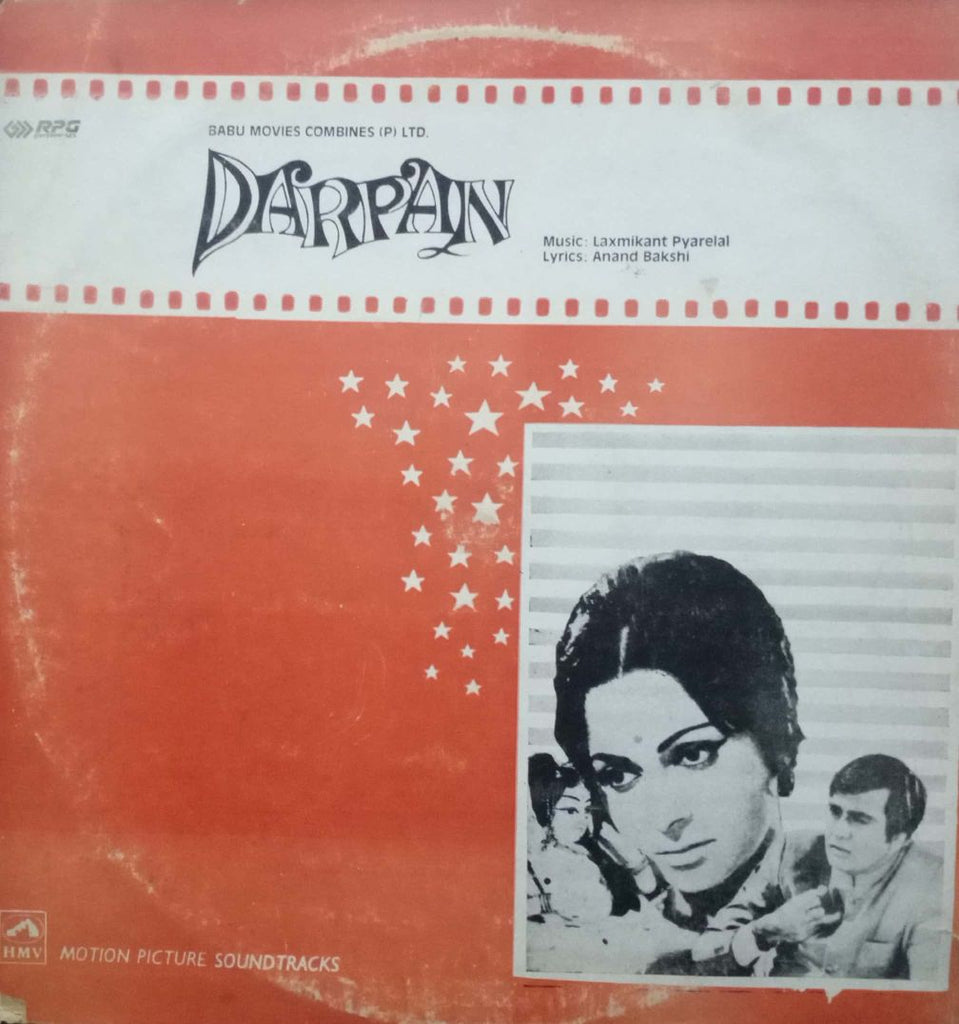 RPG
BABU MOVIES COMBINES (P) LTD.
DARPAN
Music: Laxmikant Pyarelal
Lyrics: Anand Bakshi
HMV
MOTION PICTURE SOUNDTRACKS